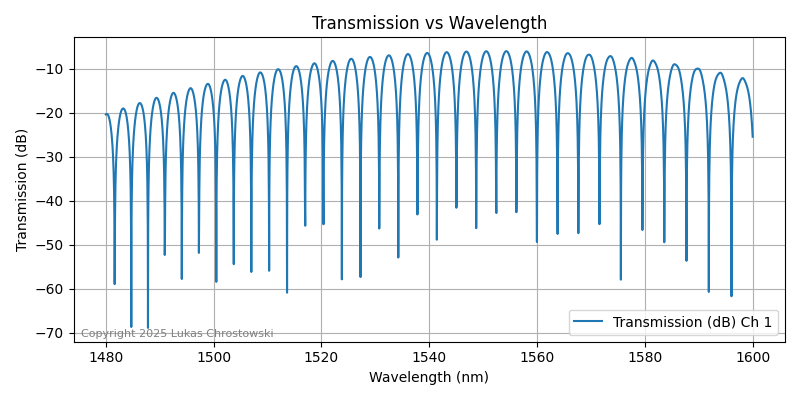 Transmission vs Wavelength
Transmission (dB)
−10
−20
−30
−40
−50
−60
−70
Copyright 2025 Lukas Chrostowski
Transmission (dB) Ch 1
1480
1500
1520
1540
1560
1580
1600
Wavelength (nm)